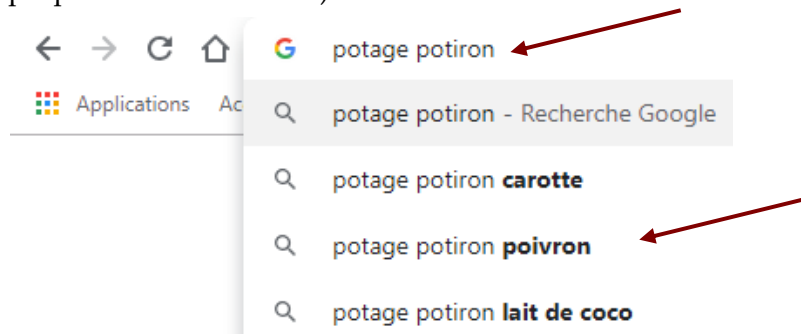 potage potiron
Applications Ac
potage potiron - Recherche Google
potage potiron carotte
potage potiron poivron
potage potiron lait de coco